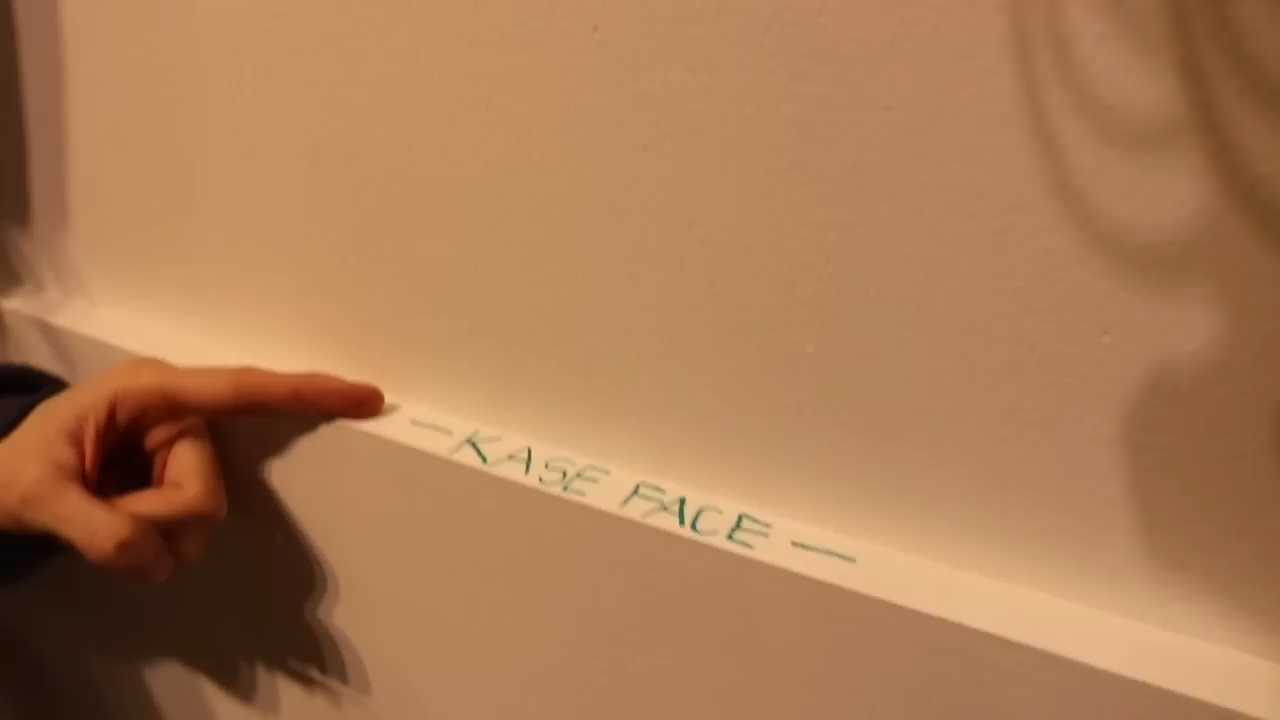 — KASE FACE —